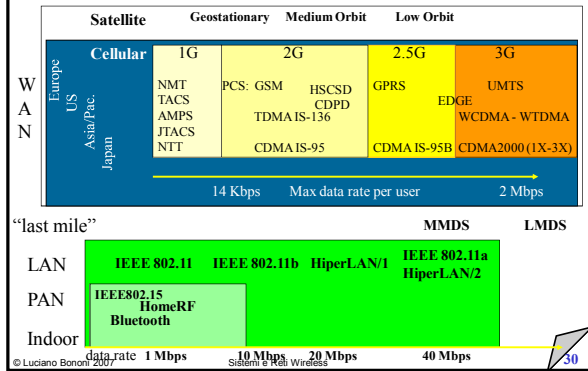 Satellite Geostationary Medium Orbit Low Orbit
Cellular 1G 2G 2.5G 3G
WAN
Europe
US
Asia/Pac.
Japan
NMT PCS: GSM HSCSD GPRS UMTS
TACS CDPD EDGE
AMPS TDMA IS-136 WCDMA - WTDMA
JTACS
NTT CDMA IS-95 CDMA IS-95B CDMA2000 (1X-3X)
14 Kbps Max data rate per user 2 Mbps
“last mile” MMDS LMDS
LAN IEEE 802.11 IEEE 802.11b HiperLAN/1 IEEE 802.11a
HiperLAN/2
PAN IEEE802.15
HomeRF
Bluetooth
Indoor
data rate 1 Mbps 10 Mbps 20 Mbps 40 Mbps
© Luciano Bononi 2007 Sistemi e Reti Wireless 30